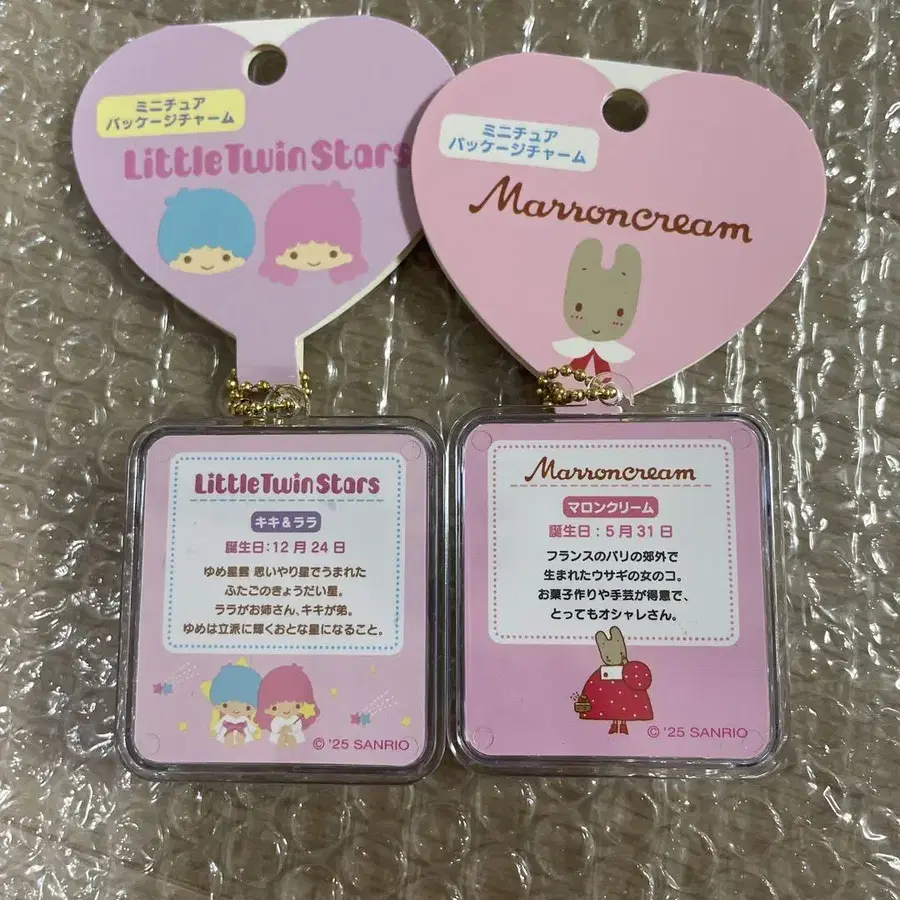 ミニチュア
パッケージチャーム
LittleTwinStars
ミニチュア
パッケージチャーム
Marroncream
LittleTwinStars
キキ&ララ
誕生日:12月24日
ゆめ星雲 思いやり星でうまれた
ふたごのきょうだい星。
ララがお姉さん、キキが弟。
ゆめは立派に輝くおとな星になること。
© '25 SANRIO
Marroncream
マロンクリーム
誕生日:5月31日
フランスのパリの郊外で
生まれたウサギの女のコ。
お菓子作りや手芸が得意で、
とってもオシャレさん。
© '25 SANRIO